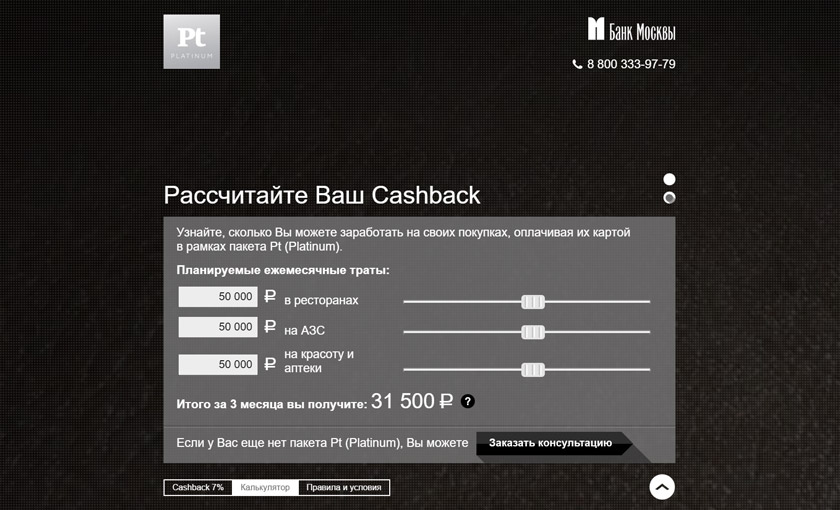 Pt
PLATINUM
Банк Москвы
8 800 333-97-79
Рассчитайте Ваш Cashback
Узнайте, сколько Вы можете заработать на своих покупках, оплачивая их картой
в рамках пакета Pt (Platinum).
Планируемые ежемесячные траты:
50 000 ₽ в ресторанах
50 000 ₽ на АЗС
50 000 ₽ на красоту и
аптеки
Итого за 3 месяца вы получите: 31 500 ₽ ?
Если у Вас еще нет пакета Pt (Platinum), Вы можете Заказать консультацию
Cashback 7% Калькулятор Правила и условия